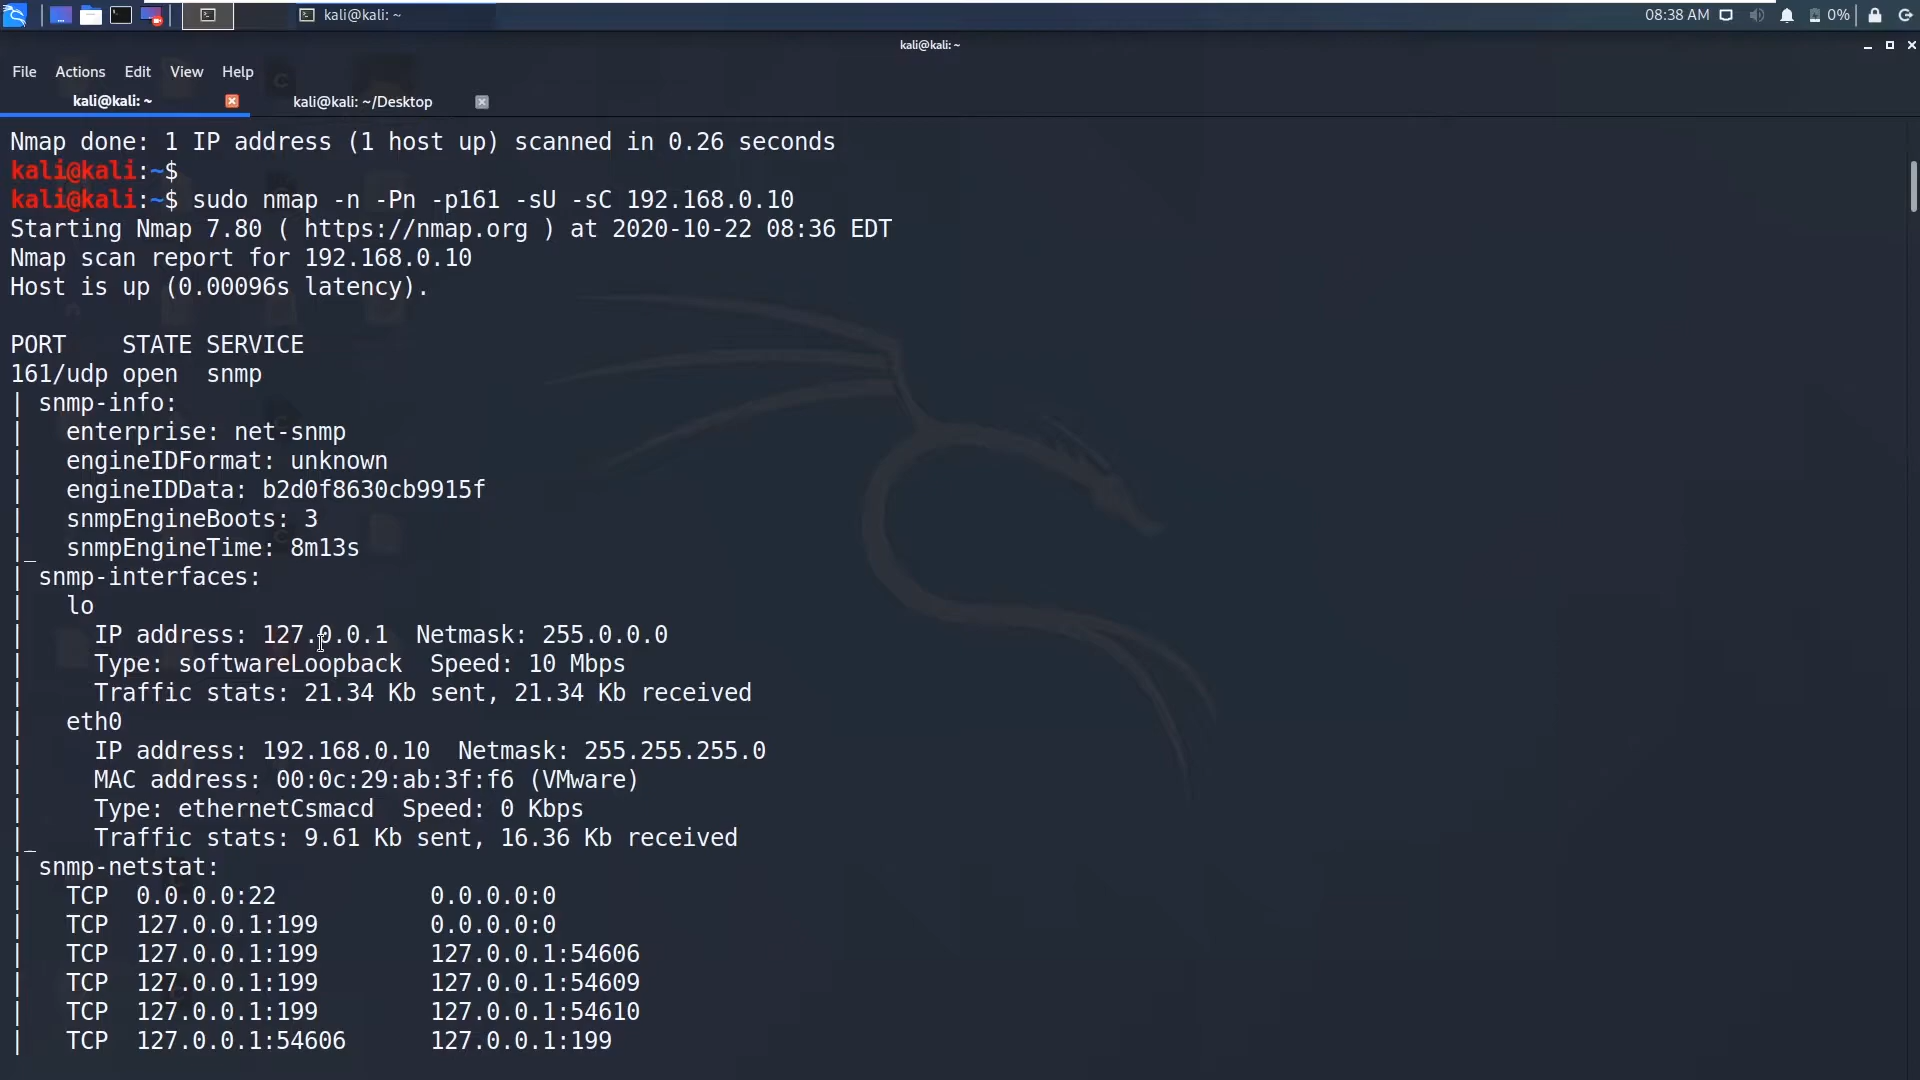 kali@kali: ~
08:38 AM
0%
kali@kali: ~
File Actions Edit View Help
kali@kali: ~
kali@kali: ~/Desktop
Nmap done: 1 IP address (1 host up) scanned in 0.26 seconds
kali@kali:~$
kali@kali:~$ sudo nmap -n -Pn -p161 -sU -sC 192.168.0.10
Starting Nmap 7.80 ( https://nmap.org ) at 2020-10-22 08:36 EDT
Nmap scan report for 192.168.0.10
Host is up (0.00096s latency).
PORT    STATE SERVICE
161/udp open  snmp
| snmp-info:
|   enterprise: net-snmp
|   engineIDFormat: unknown
|   engineIDData: b2d0f8630cb9915f
|   snmpEngineBoots: 3
|_  snmpEngineTime: 8m13s
| snmp-interfaces:
|   lo
|     IP address: 127.0.0.1  Netmask: 255.0.0.0
|     Type: softwareLoopback  Speed: 10 Mbps
|     Traffic stats: 21.34 Kb sent, 21.34 Kb received
|   eth0
|     IP address: 192.168.0.10  Netmask: 255.255.255.0
|     MAC address: 00:0c:29:ab:3f:f6 (VMware)
|     Type: ethernetCsmacd  Speed: 0 Kbps
|_    Traffic stats: 9.61 Kb sent, 16.36 Kb received
| snmp-netstat:
|   TCP  0.0.0.0:22           0.0.0.0:0
|   TCP  127.0.0.1:199        0.0.0.0:0
|   TCP  127.0.0.1:199        127.0.0.1:54606
|   TCP  127.0.0.1:199        127.0.0.1:54609
|   TCP  127.0.0.1:199        127.0.0.1:54610
|   TCP  127.0.0.1:54606      127.0.0.1:199